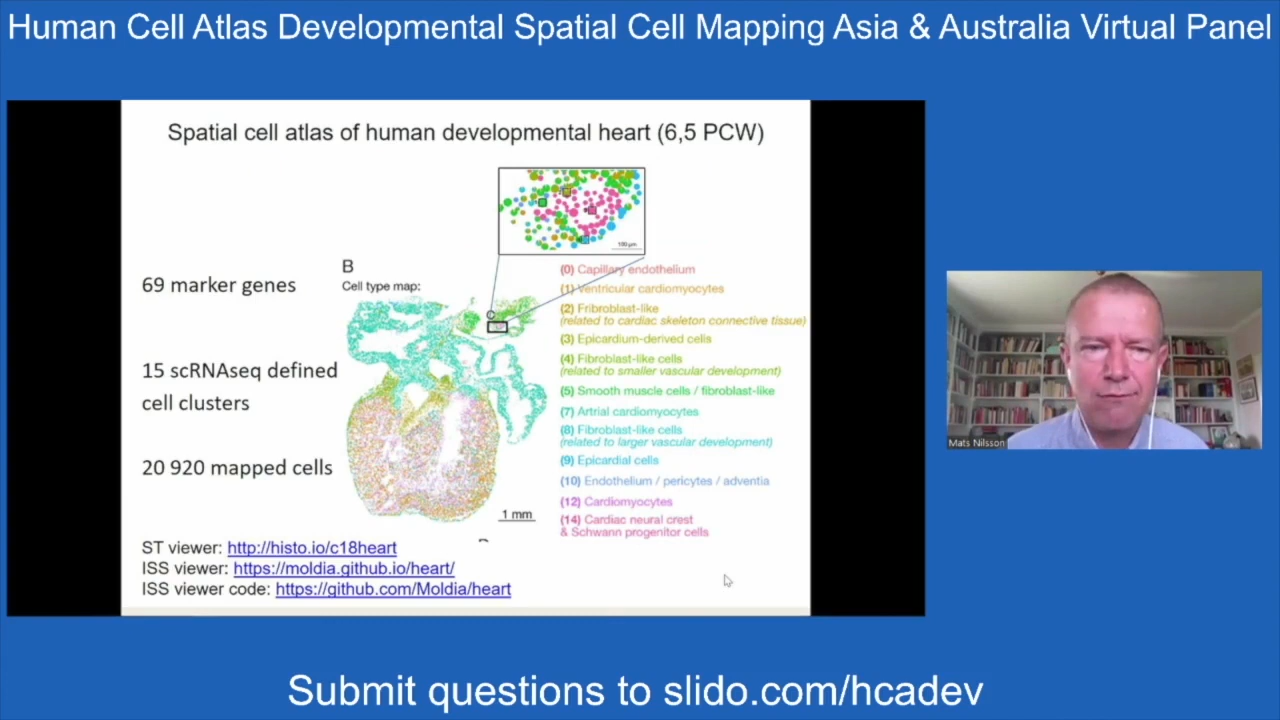 Human Cell Atlas Developmental Spatial Cell Mapping Asia & Australia Virtual Panel
Spatial cell atlas of human developmental heart (6,5 PCW)
100 µm
B
Cell type map:
69 marker genes
15 scRNAseq defined
cell clusters
20 920 mapped cells
1 mm
(0) Capillary endothelium
(1) Ventricular cardiomyocytes
(2) Fribroblast-like
(related to cardiac skeleton connective tissue)
(3) Epicardium-derived cells
(4) Fibroblast-like cells
(related to smaller vascular development)
(5) Smooth muscle cells / fibroblast-like
(7) Artrial cardiomyocytes
(8) Fibroblast-like cells
(related to larger vascular development)
(9) Epicardial cells
(10) Endothelium / pericytes / adventia
(12) Cardiomyocytes
(14) Cardiac neural crest
& Schwann progenitor cells
ST viewer: http://histo.io/c18heart
ISS viewer: https://moldia.github.io/heart/
ISS viewer code: https://github.com/Moldia/heart
Mats Nilsson
Submit questions to slido.com/hcadev